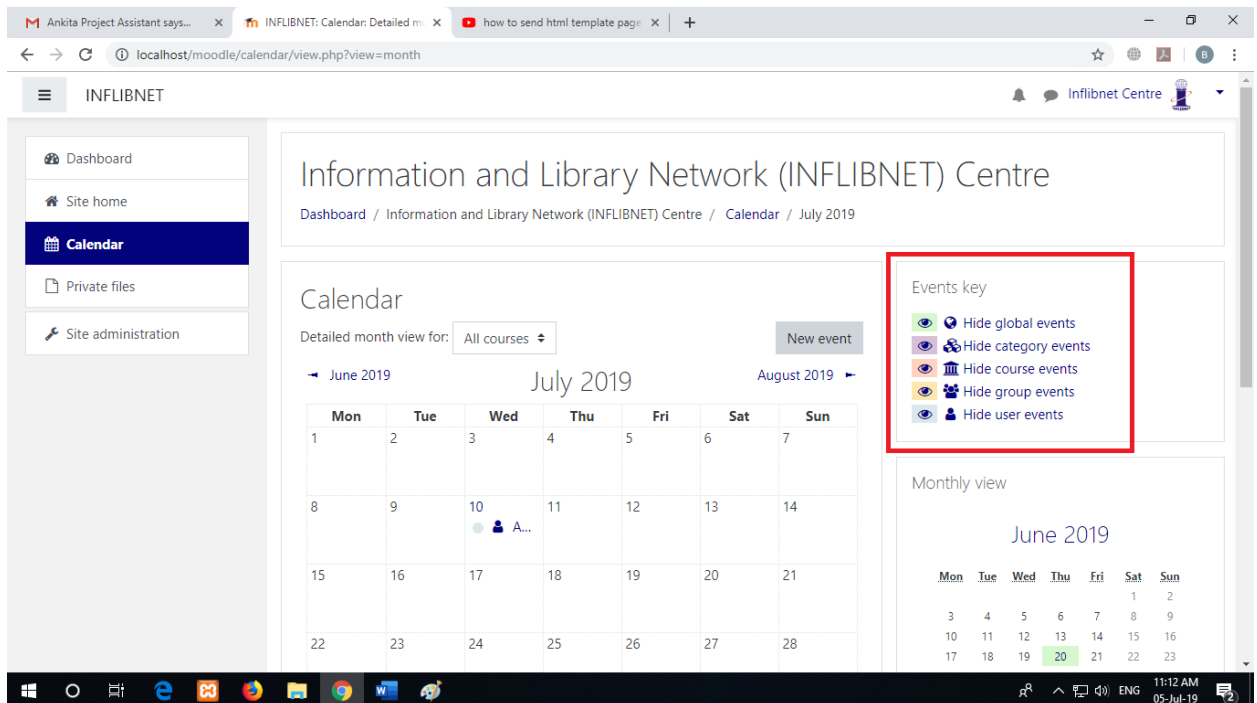 Ankita Project Assistant says...
INFLIBNET: Calendar: Detailed mo
how to send html template page
localhost/moodle/calendar/view.php?view=month
B
INFLIBNET
Inflibnet Centre
Dashboard
Site home
Calendar
Private files
Site administration
Information and Library Network (INFLIBNET) Centre
Dashboard / Information and Library Network (INFLIBNET) Centre / Calendar / July 2019
Calendar
Detailed month view for: All courses
New event
June 2019
July 2019
August 2019
Mon Tue Wed Thu Fri Sat Sun
1 2 3 4 5 6 7
8 9 10 11 12 13 14
A...
15 16 17 18 19 20 21
22 23 24 25 26 27 28
Events key
Hide global events
Hide category events
Hide course events
Hide group events
Hide user events
Monthly view
June 2019
Mon Tue Wed Thu Fri Sat Sun
1 2
3 4 5 6 7 8 9
10 11 12 13 14 15 16
17 18 19 20 21 22 23
ENG
11:12 AM
05-Jul-19
2